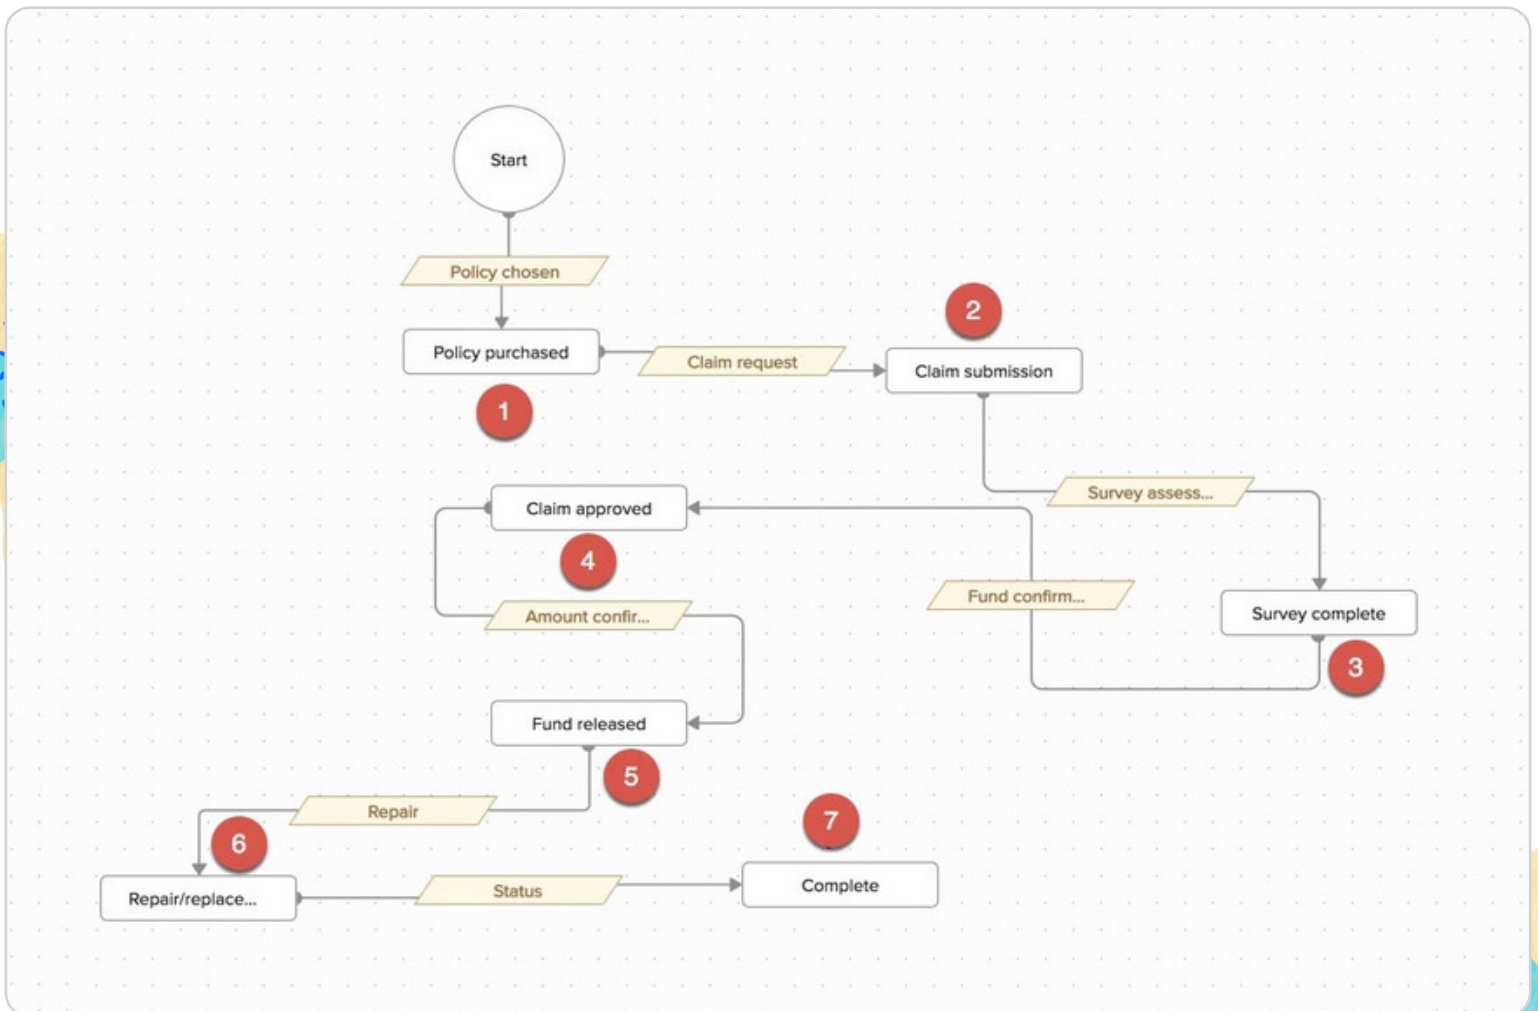 Start
Policy chosen
Policy purchased
1
Claim request
2
Claim submission
Survey assess...
Survey complete
3
Fund confirm...
Claim approved
4
Amount confir...
Fund released
5
Repair
6
Repair/replace...
Status
7
Complete